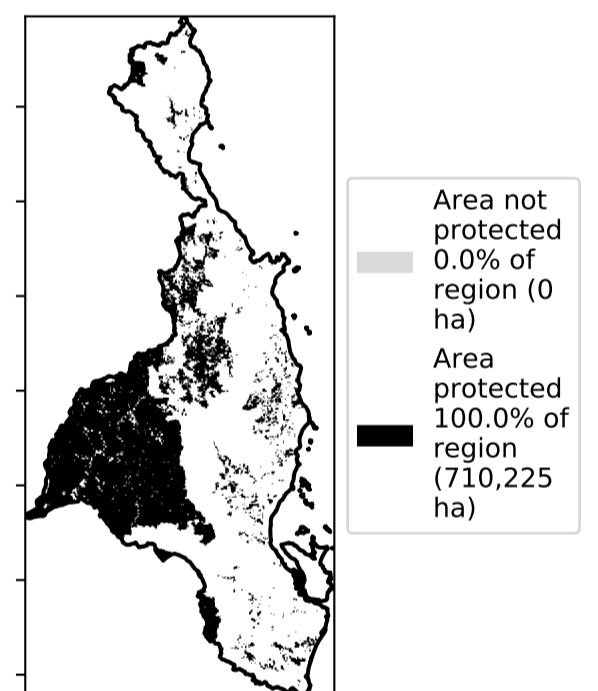 Area not
protected
0.0% of
region (0
ha)
Area
protected
100.0% of
region
(710,225
ha)